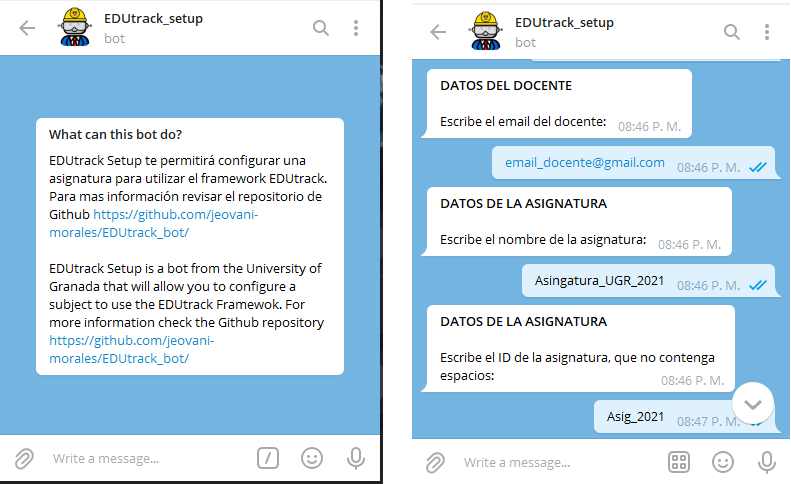 EDUtrack_setup
bot
What can this bot do?
EDUtrack Setup te permitirá configurar una
asignatura para utilizar el framework EDUtrack.
Para mas información revisar el repositorio de
Github https://github.com/jeovani-
morales/EDUtrack_bot/
EDUtrack Setup is a bot from the University of
Granada that will allow you to configure a
subject to use the EDUtrack Framewok. For
more information check the Github repository
https://github.com/jeovani-
morales/EDUtrack_bot/
Write a message...
EDUtrack_setup
bot
DATOS DEL DOCENTE
Escribe el email del docente:
08:46 P. M.
email_docente@gmail.com
08:46 P. M.
DATOS DE LA ASIGNATURA
Escribe el nombre de la asignatura:
08:46 P. M.
Asingatura_UGR_2021
08:46 P. M.
DATOS DE LA ASIGNATURA
Escribe el ID de la asignatura, que no contenga
espacios:
08:46 P. M.
Asig_2021
08:47 P. M.
Write a message...